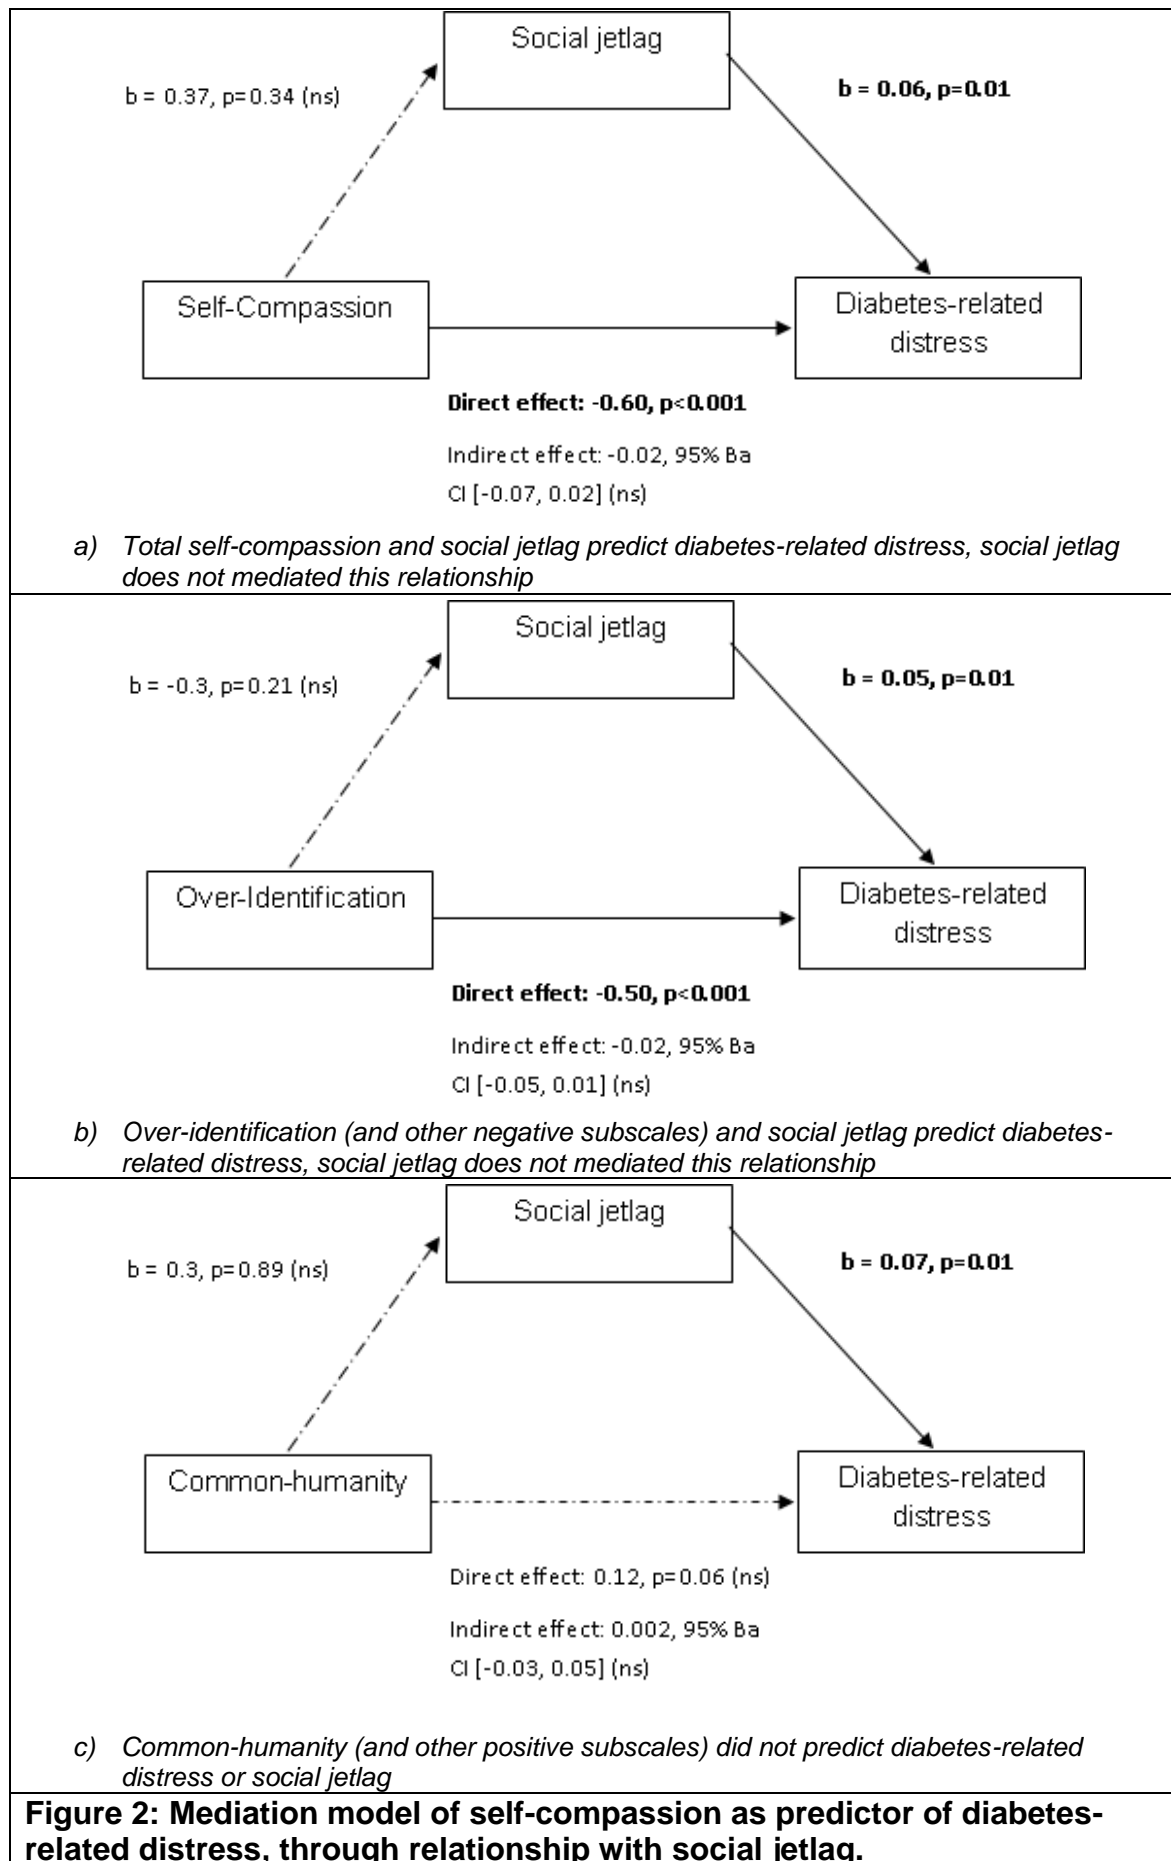 Social jetlag
b = 0.37, p=0.34 (ns)
b = 0.06, p=0.01
Self-Compassion
Diabetes-related
distress
Direct effect: -0.60, p<0.001
Indirect effect: -0.02, 95% Ba
CI [-0.07, 0.02] (ns)
a) Total self-compassion and social jetlag predict diabetes-related distress, social jetlag
does not mediated this relationship
Social jetlag
b = -0.3, p=0.21 (ns)
b = 0.05, p=0.01
Over-Identification
Diabetes-related
distress
Direct effect: -0.50, p<0.001
Indirect effect: -0.02, 95% Ba
CI [-0.05, 0.01] (ns)
b) Over-identification (and other negative subscales) and social jetlag predict diabetes-
related distress, social jetlag does not mediated this relationship
Social jetlag
b = 0.3, p=0.89 (ns)
b = 0.07, p=0.01
Common-humanity
Diabetes-related
distress
Direct effect: 0.12, p=0.06 (ns)
Indirect effect: 0.002, 95% Ba
CI [-0.03, 0.05] (ns)
c) Common-humanity (and other positive subscales) did not predict diabetes-related
distress or social jetlag
Figure 2: Mediation model of self-compassion as predictor of diabetes-
related distress, through relationship with social jetlag.